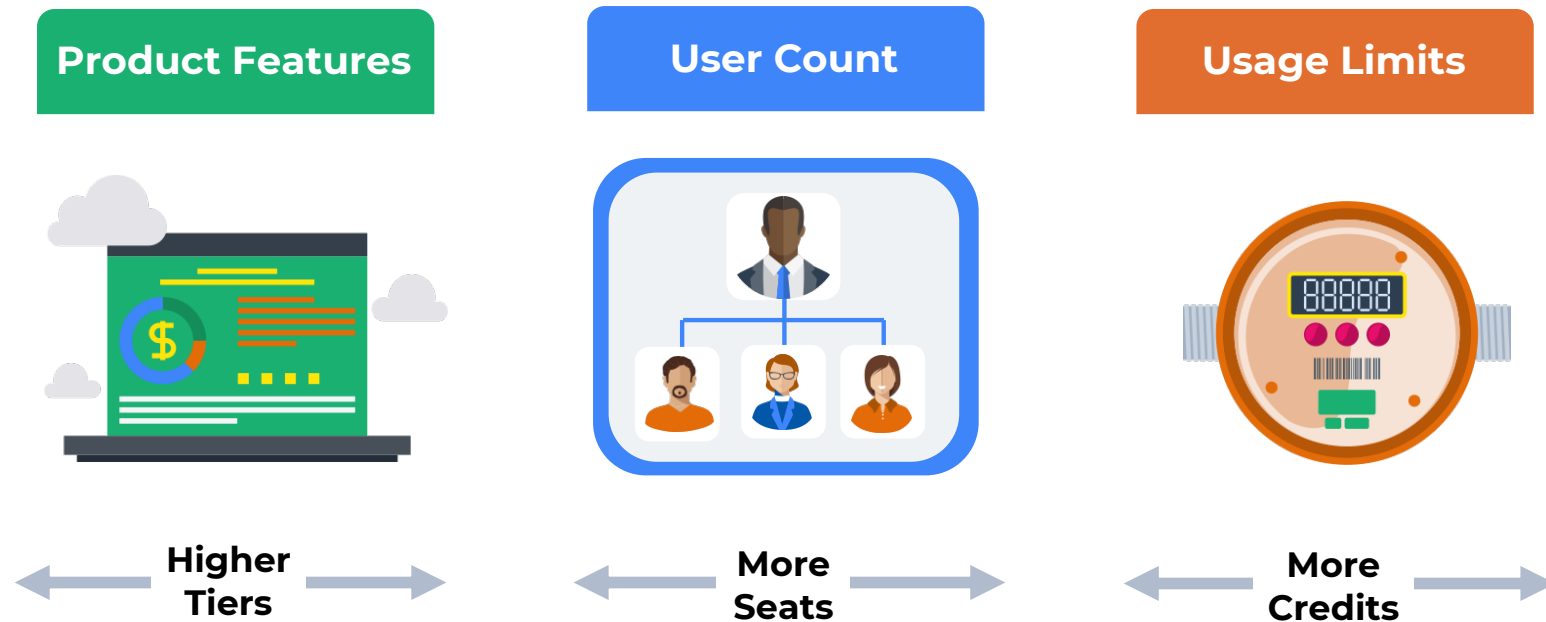 Product Features
User Count
Usage Limits
$
88888
Higher
Tiers
More
Seats
More
Credits